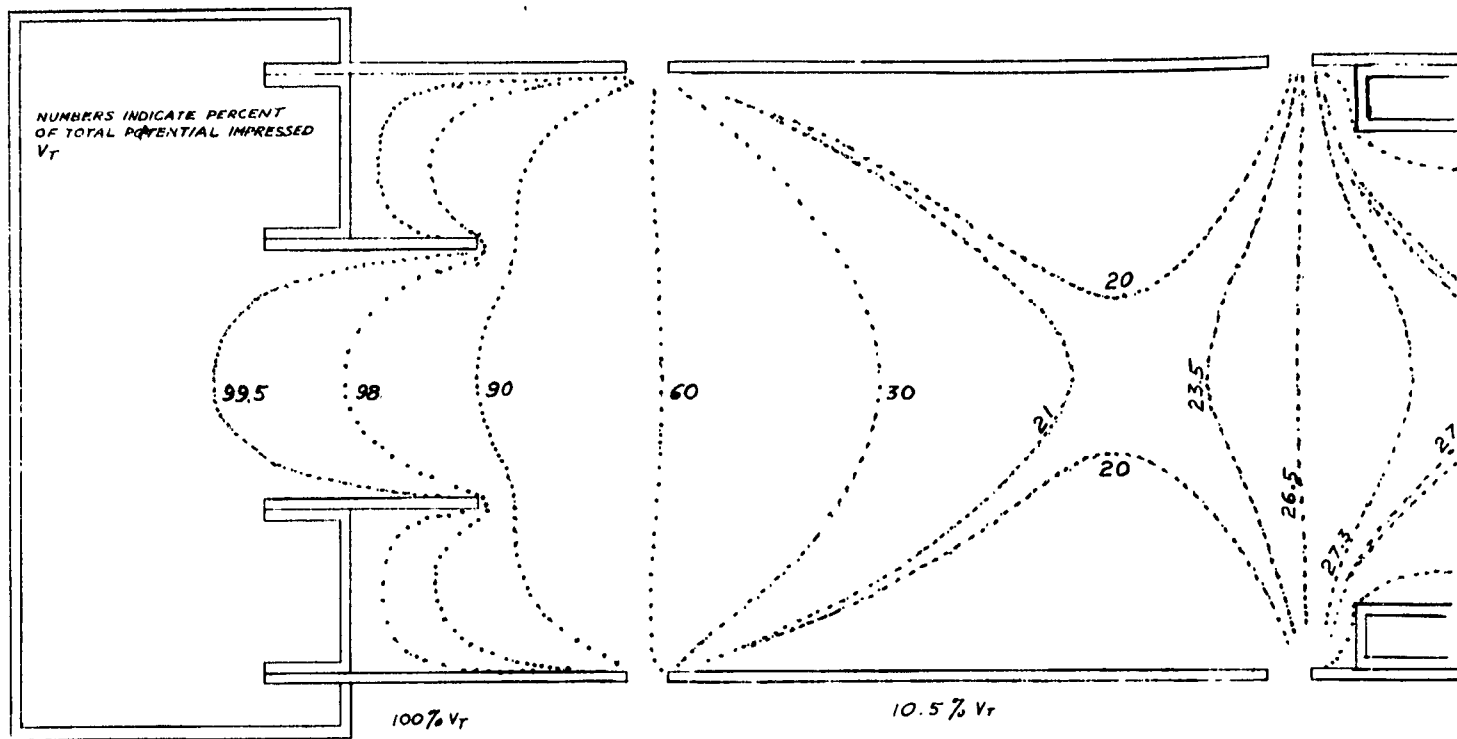 NUMBERS INDICATE PERCENT
OF TOTAL POTENTIAL IMPRESSED
VT
99.5
98
90
60
30
21
20
20
23.5
26.5
27.3
27
100% VT
10.5% VT